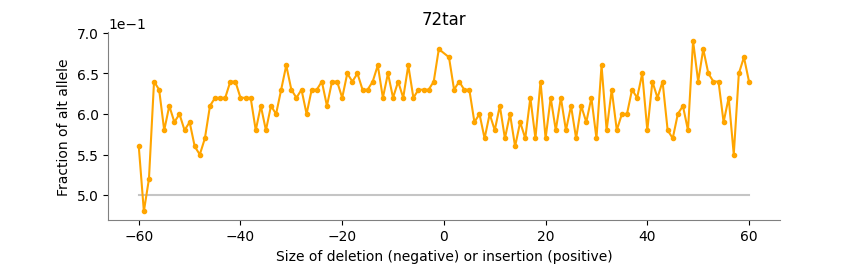 72tar
1e−1
7.0
6.5
6.0
5.5
5.0
Fraction of alt allele
−60 −40 −20 0 20 40 60
Size of deletion (negative) or insertion (positive)